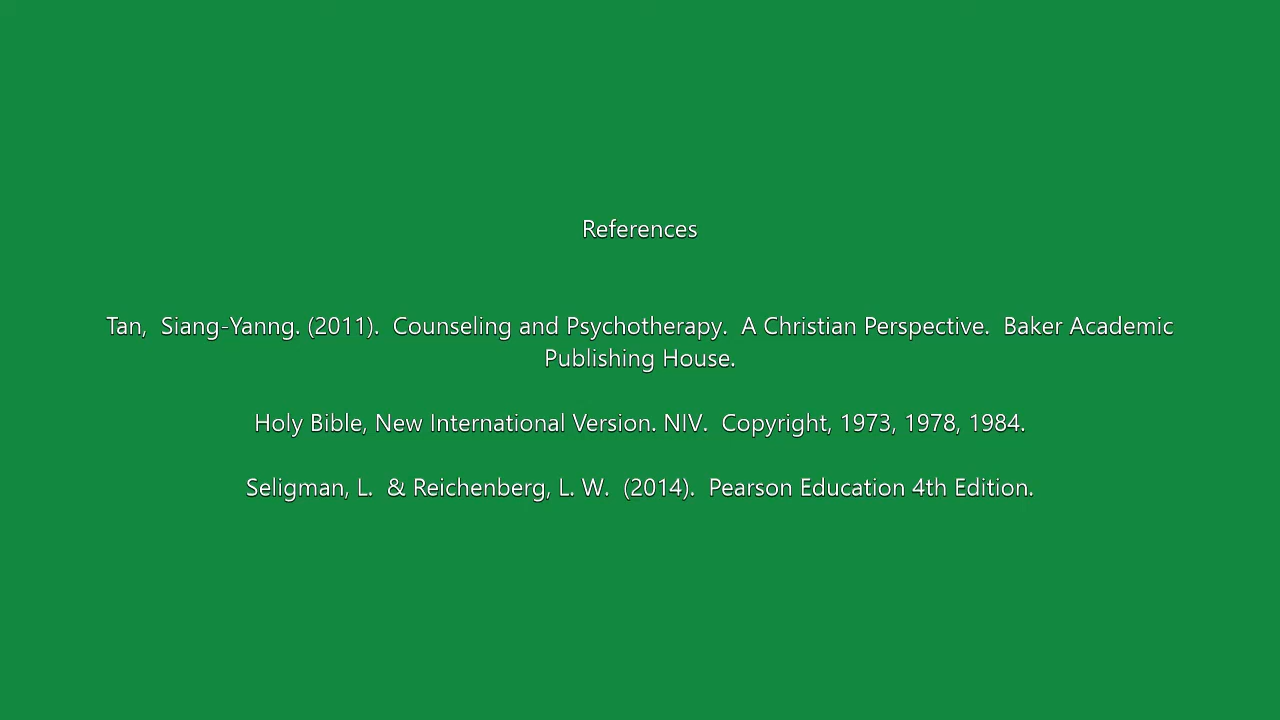 References
Tan,  Siang-Yanng. (2011).  Counseling and Psychotherapy.  A Christian Perspective.  Baker Academic
Publishing House.
Holy Bible, New International Version. NIV.  Copyright, 1973, 1978, 1984.
Seligman, L.  & Reichenberg, L. W.  (2014).  Pearson Education 4th Edition.